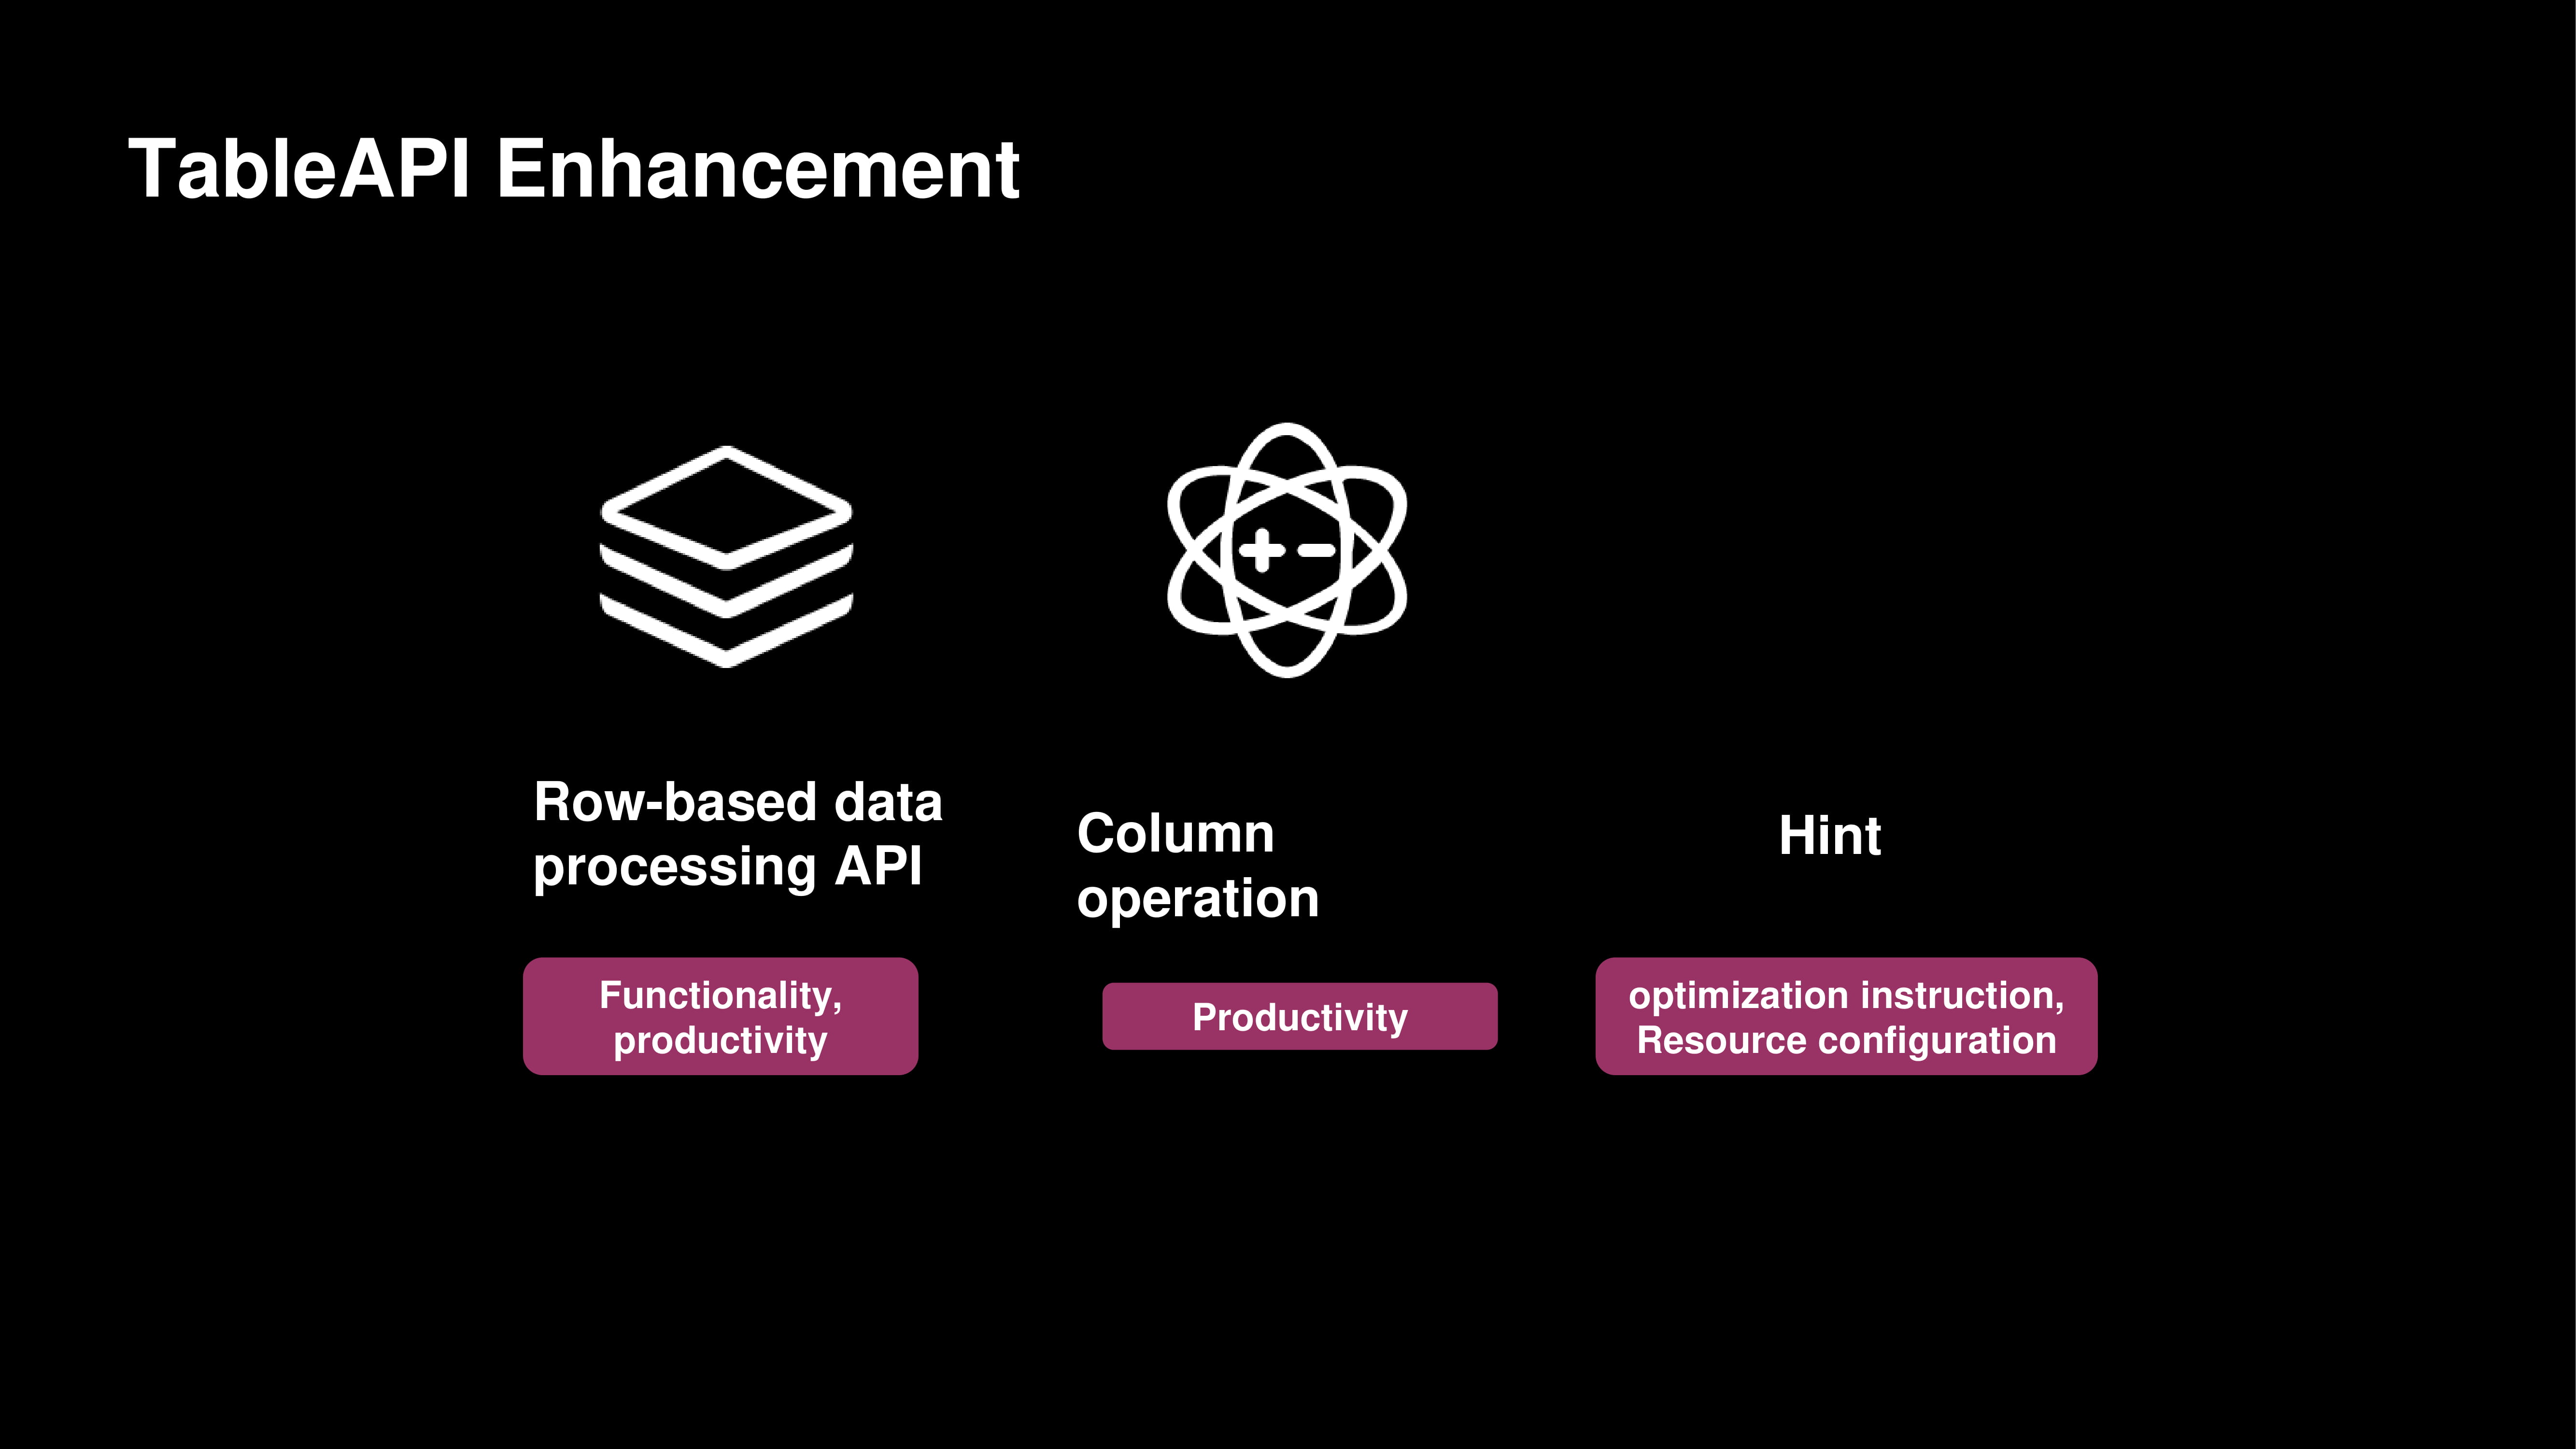 TableAPI Enhancement
Row-based data
processing API
Functionality,
productivity
Column
operation
Productivity
Hint
optimization instruction,
Resource configuration